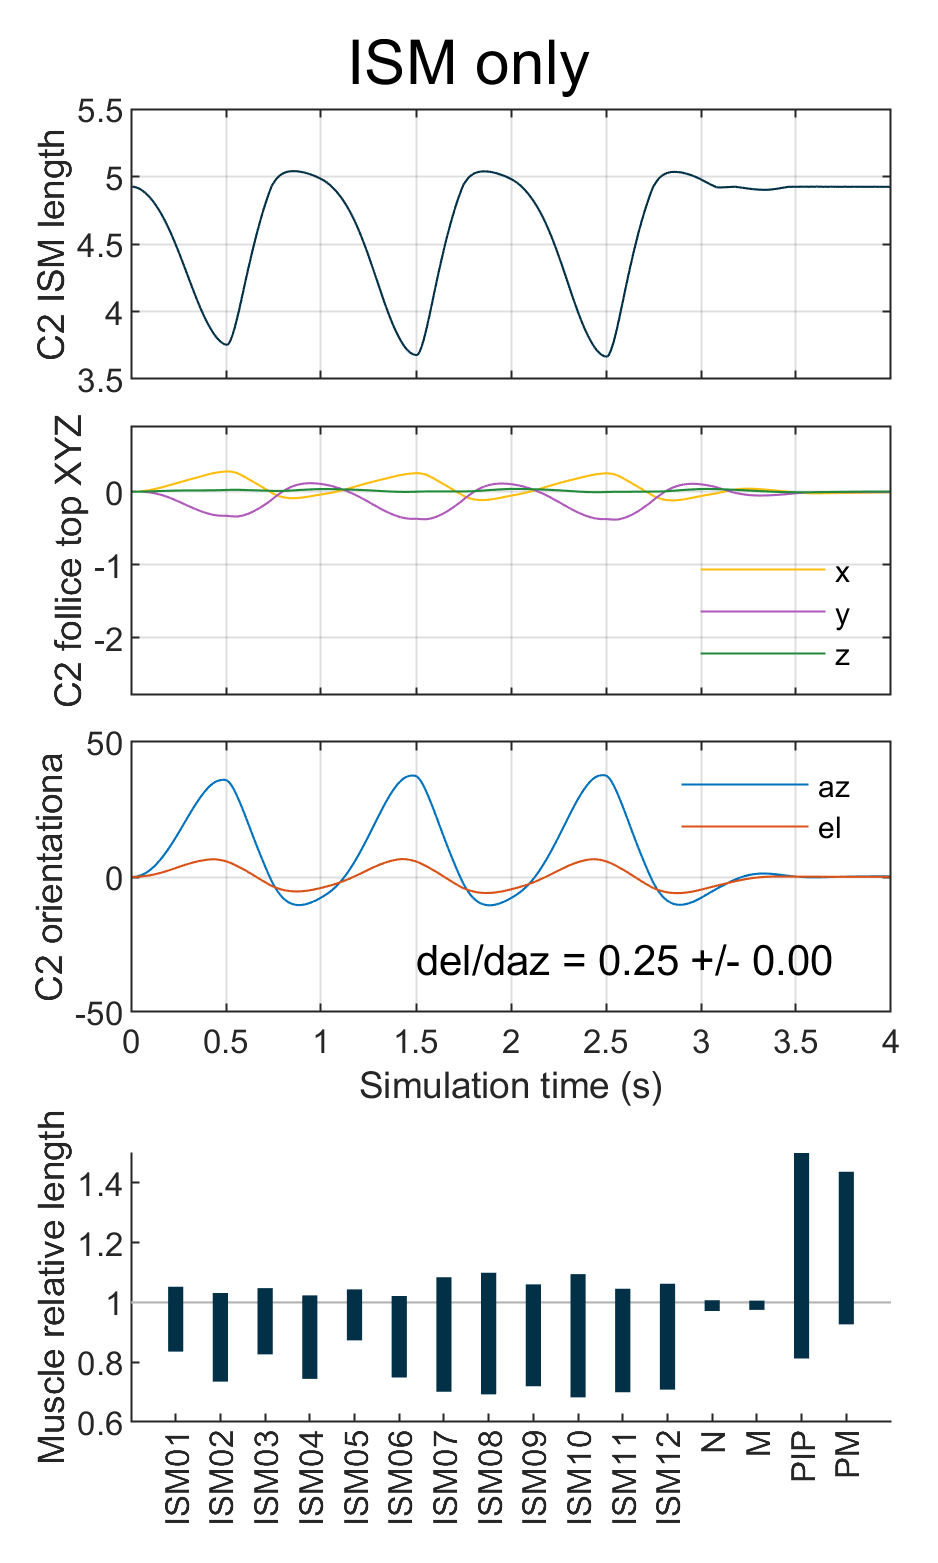 ISM only
C2 ISM length
5.5
5
4.5
4
3.5
C2 follice top XYZ
0
-1
-2
x
y
z
C2 orientationa
50
0
-50
az
el
del/daz = 0.25 +/- 0.00
0 0.5 1 1.5 2 2.5 3 3.5 4
Simulation time (s)
Muscle relative length
1.4
1.2
1
0.8
0.6
ISM01 ISM02 ISM03 ISM04 ISM05 ISM06 ISM07 ISM08 ISM09 ISM10 ISM11 ISM12 N M PIP PM